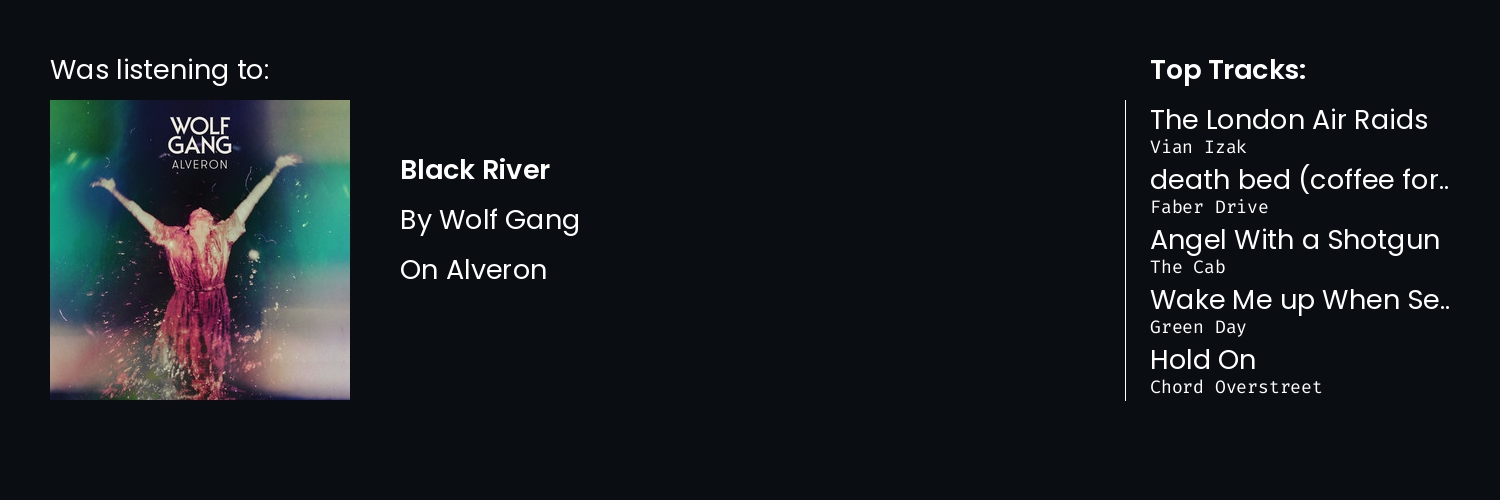 Was listening to:
WOLF
GANG
ALVERON
Black River
By Wolf Gang
On Alveron
Top Tracks:
The London Air Raids
Vian Izak
death bed (coffee for..
Faber Drive
Angel With a Shotgun
The Cab
Wake Me up When Se..
Green Day
Hold On
Chord Overstreet